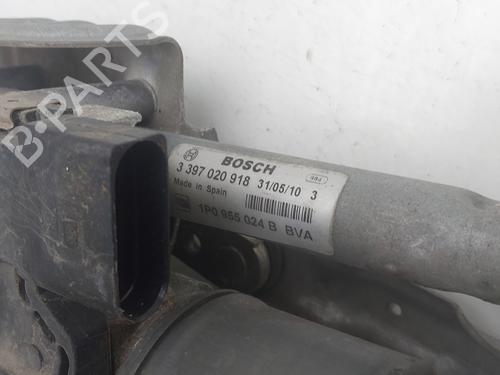 B-PARTS
BOSCH
3 397 020 918 31/05/10 3
Made in Spain
1P0 955 024 B BVA